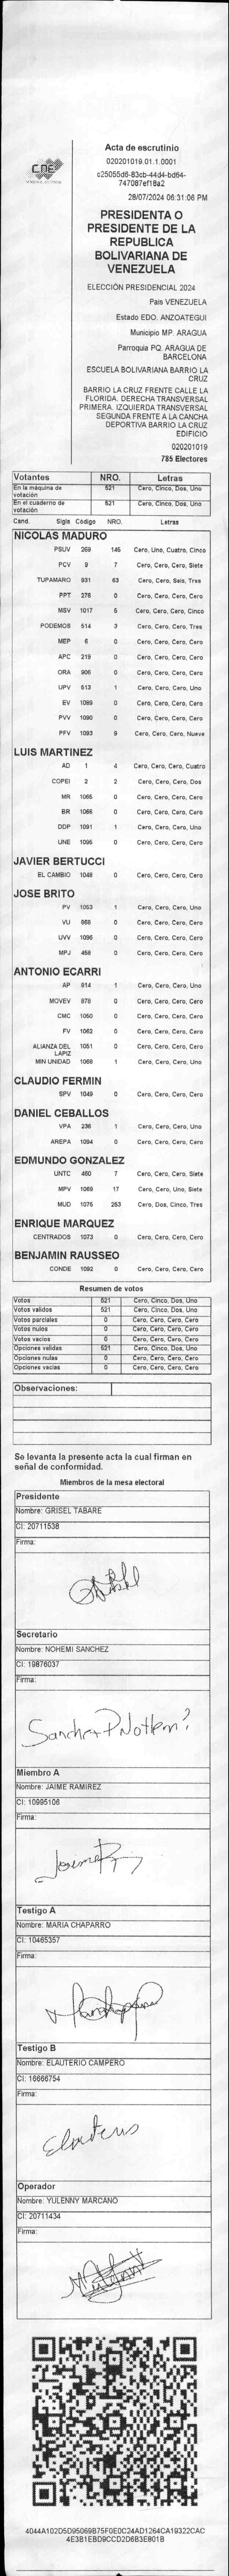 CNE
Acta de escrutinio
020201019.01.1.0001
c25055d6-83cb-44d4-bd64-
747087ef18a2
28/07/2024 06:31:06 PM
PRESIDENTA O
PRESIDENTE DE LA
REPUBLICA
BOLIVARIANA DE
VENEZUELA
ELECCIÓN PRESIDENCIAL 2024
País VENEZUELA
Estado EDO. ANZOATEGUI
Municipio MP. ARAGUA
Parroquia PQ. ARAGUA DE
BARCELONA
ESCUELA BOLIVARIANA BARRIO LA
CRUZ
BARRIO LA CRUZ FRENTE CALLE LA
FLORIDA. DERECHA TRANSVERSAL
PRIMERA. IZQUIERDA TRANSVERSAL
SEGUNDA FRENTE A LA CANCHA
DEPORTIVA BARRIO LA CRUZ
EDIFICIO
020201019
785 Electores
Votantes NRO. Letras
En la máquina de votación 521 Cero, Cinco, Dos, Uno
En el cuaderno de votación 521 Cero, Cinco, Dos, Uno
Cand. Sigla Código NRO. Letras
NICOLAS MADURO
PSUV 269 145 Cero, Uno, Cuatro, Cinco
PCV 9 7 Cero, Cero, Cero, Siete
TUPAMARO 931 63 Cero, Cero, Seis, Tres
PPT 276 0 Cero, Cero, Cero, Cero
MSV 1017 5 Cero, Cero, Cero, Cinco
PODEMOS 514 3 Cero, Cero, Cero, Tres
MEP 6 0 Cero, Cero, Cero, Cero
APC 219 0 Cero, Cero, Cero, Cero
ORA 906 0 Cero, Cero, Cero, Cero
UPV 513 1 Cero, Cero, Cero, Uno
EV 1089 0 Cero, Cero, Cero, Cero
PVV 1090 0 Cero, Cero, Cero, Cero
PFV 1093 9 Cero, Cero, Cero, Nueve
LUIS MARTINEZ
AD 1 4 Cero, Cero, Cero, Cuatro
COPEI 2 2 Cero, Cero, Cero, Dos
MR 1065 0 Cero, Cero, Cero, Cero
BR 1066 0 Cero, Cero, Cero, Cero
DDP 1091 1 Cero, Cero, Cero, Uno
UNE 1095 0 Cero, Cero, Cero, Cero
JAVIER BERTUCCI
EL CAMBIO 1048 0 Cero, Cero, Cero, Cero
JOSE BRITO
PV 1053 1 Cero, Cero, Cero, Uno
VU 868 0 Cero, Cero, Cero, Cero
UVV 1096 0 Cero, Cero, Cero, Cero
MPJ 458 0 Cero, Cero, Cero, Cero
ANTONIO ECARRI
AP 914 1 Cero, Cero, Cero, Uno
MOVEV 878 0 Cero, Cero, Cero, Cero
CMC 1050 0 Cero, Cero, Cero, Cero
FV 1062 0 Cero, Cero, Cero, Cero
ALIANZA DEL LAPIZ 1051 0 Cero, Cero, Cero, Cero
MIN UNIDAD 1068 1 Cero, Cero, Cero, Uno
CLAUDIO FERMIN
SPV 1049 0 Cero, Cero, Cero, Cero
DANIEL CEBALLOS
VPA 236 1 Cero, Cero, Cero, Uno
AREPA 1094 0 Cero, Cero, Cero, Cero
EDMUNDO GONZALEZ
UNTC 460 7 Cero, Cero, Cero, Siete
MPV 1069 17 Cero, Cero, Uno, Siete
MUD 1075 253 Cero, Dos, Cinco, Tres
ENRIQUE MARQUEZ
CENTRADOS 1073 0 Cero, Cero, Cero, Cero
BENJAMIN RAUSSEO
CONDE 1092 0 Cero, Cero, Cero, Cero
Resumen de votos
Votos 521 Cero, Cinco, Dos, Uno
Votos validos 521 Cero, Cinco, Dos, Uno
Votos parciales 0 Cero, Cero, Cero, Cero
Votos nulos 0 Cero, Cero, Cero, Cero
Votos vacios 0 Cero, Cero, Cero, Cero
Opciones validas 521 Cero, Cinco, Dos, Uno
Opciones nulas 0 Cero, Cero, Cero, Cero
Opciones vacias 0 Cero, Cero, Cero, Cero
Observaciones:
Se levanta la presente acta la cual firman en
señal de conformidad.
Miembros de la mesa electoral
Presidente
Nombre: GRISEL TABARE
CI: 20711538
Firma:
Secretario
Nombre: NOHEMI SANCHEZ
CI: 19876037
Firma:
Miembro A
Nombre: JAIME RAMIREZ
CI: 10995106
Firma:
Testigo A
Nombre: MARIA CHAPARRO
CI: 10465357
Firma:
Testigo B
Nombre: ELAUTERIO CAMPERO
CI: 16666754
Firma:
Operador
Nombre: YULENNY MARCANO
CI: 20711434
Firma:
4044A102D5D95069B75F0E0C24AD1264CA19322CAC
4E3B1EBD9CCD2D6B3E801B